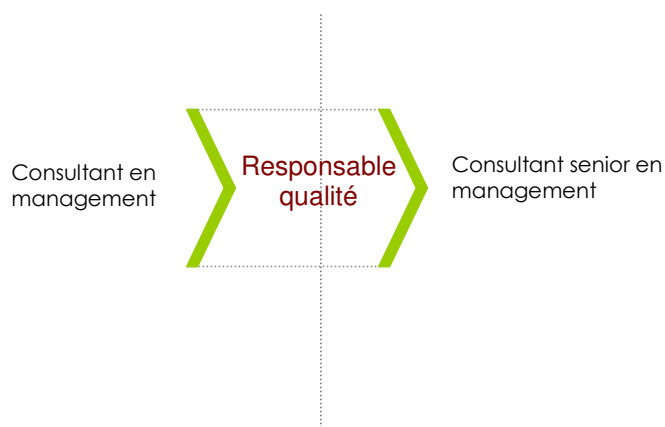 Consultant en
management
Responsable
qualité
Consultant senior en
management